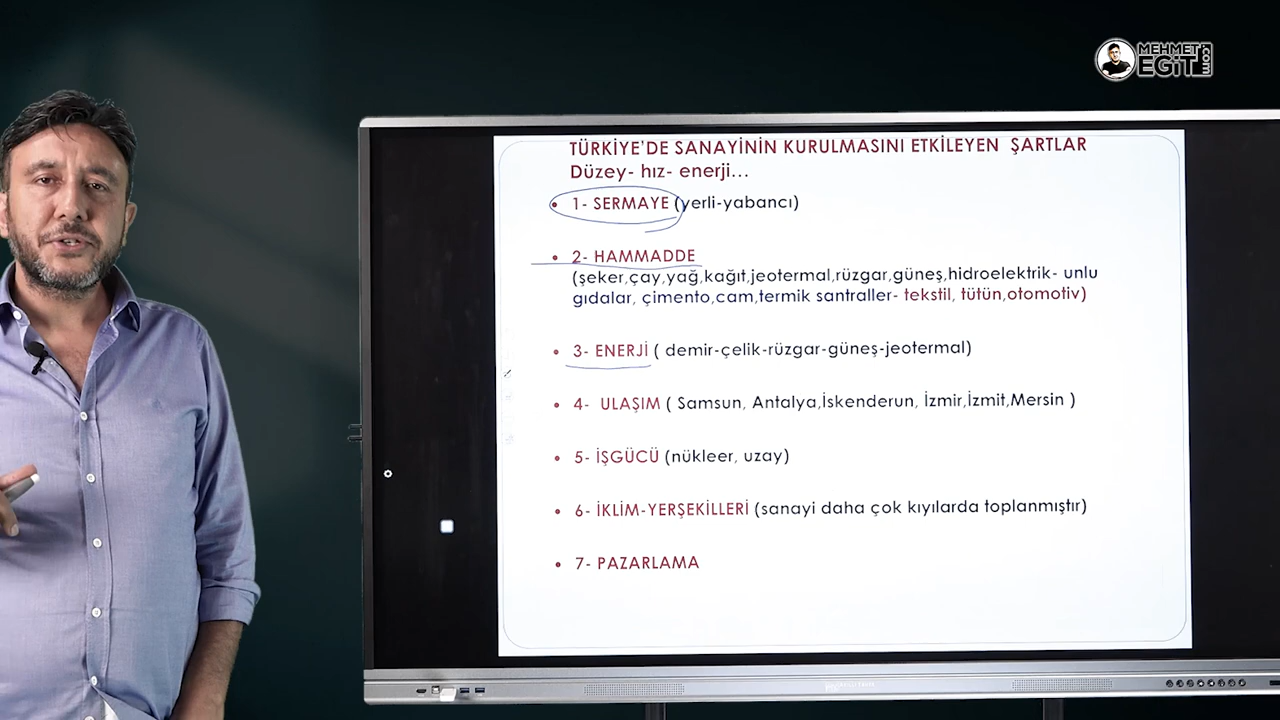 MEHMET
EĞİT.com
TÜRKİYE'DE SANAYİNİN KURULMASINI ETKİLEYEN ŞARTLAR
Düzey- hız- enerji...
• 1- SERMAYE (yerli-yabancı)
• 2- HAMMADDE
(şeker,çay,yağ,kağıt,jeotermal,rüzgar,güneş,hidroelektrik- unlu
gıdalar, çimento,cam,termik santraller- tekstil, tütün,otomotiv)
• 3- ENERJİ ( demir-çelik-rüzgar-güneş-jeotermal)
• 4- ULAŞIM ( Samsun, Antalya,İskenderun, İzmir,İzmit,Mersin )
• 5- İŞGÜCÜ (nükleer, uzay)
• 6- İKLİM-YERŞEKİLLERİ (sanayi daha çok kıyılarda toplanmıştır)
• 7- PAZARLAMA